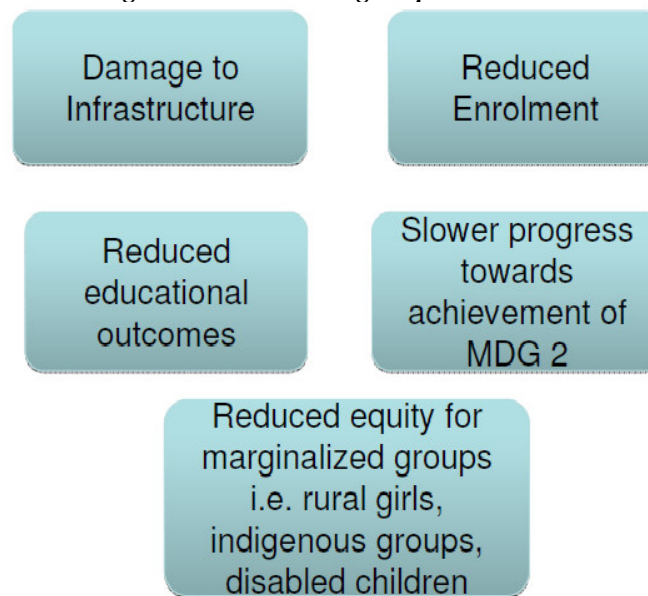 Damage to
Infrastructure
Reduced
Enrolment
Reduced
educational
outcomes
Slower progress
towards
achievement of
MDG 2
Reduced equity for
marginalized groups
i.e. rural girls,
indigenous groups,
disabled children